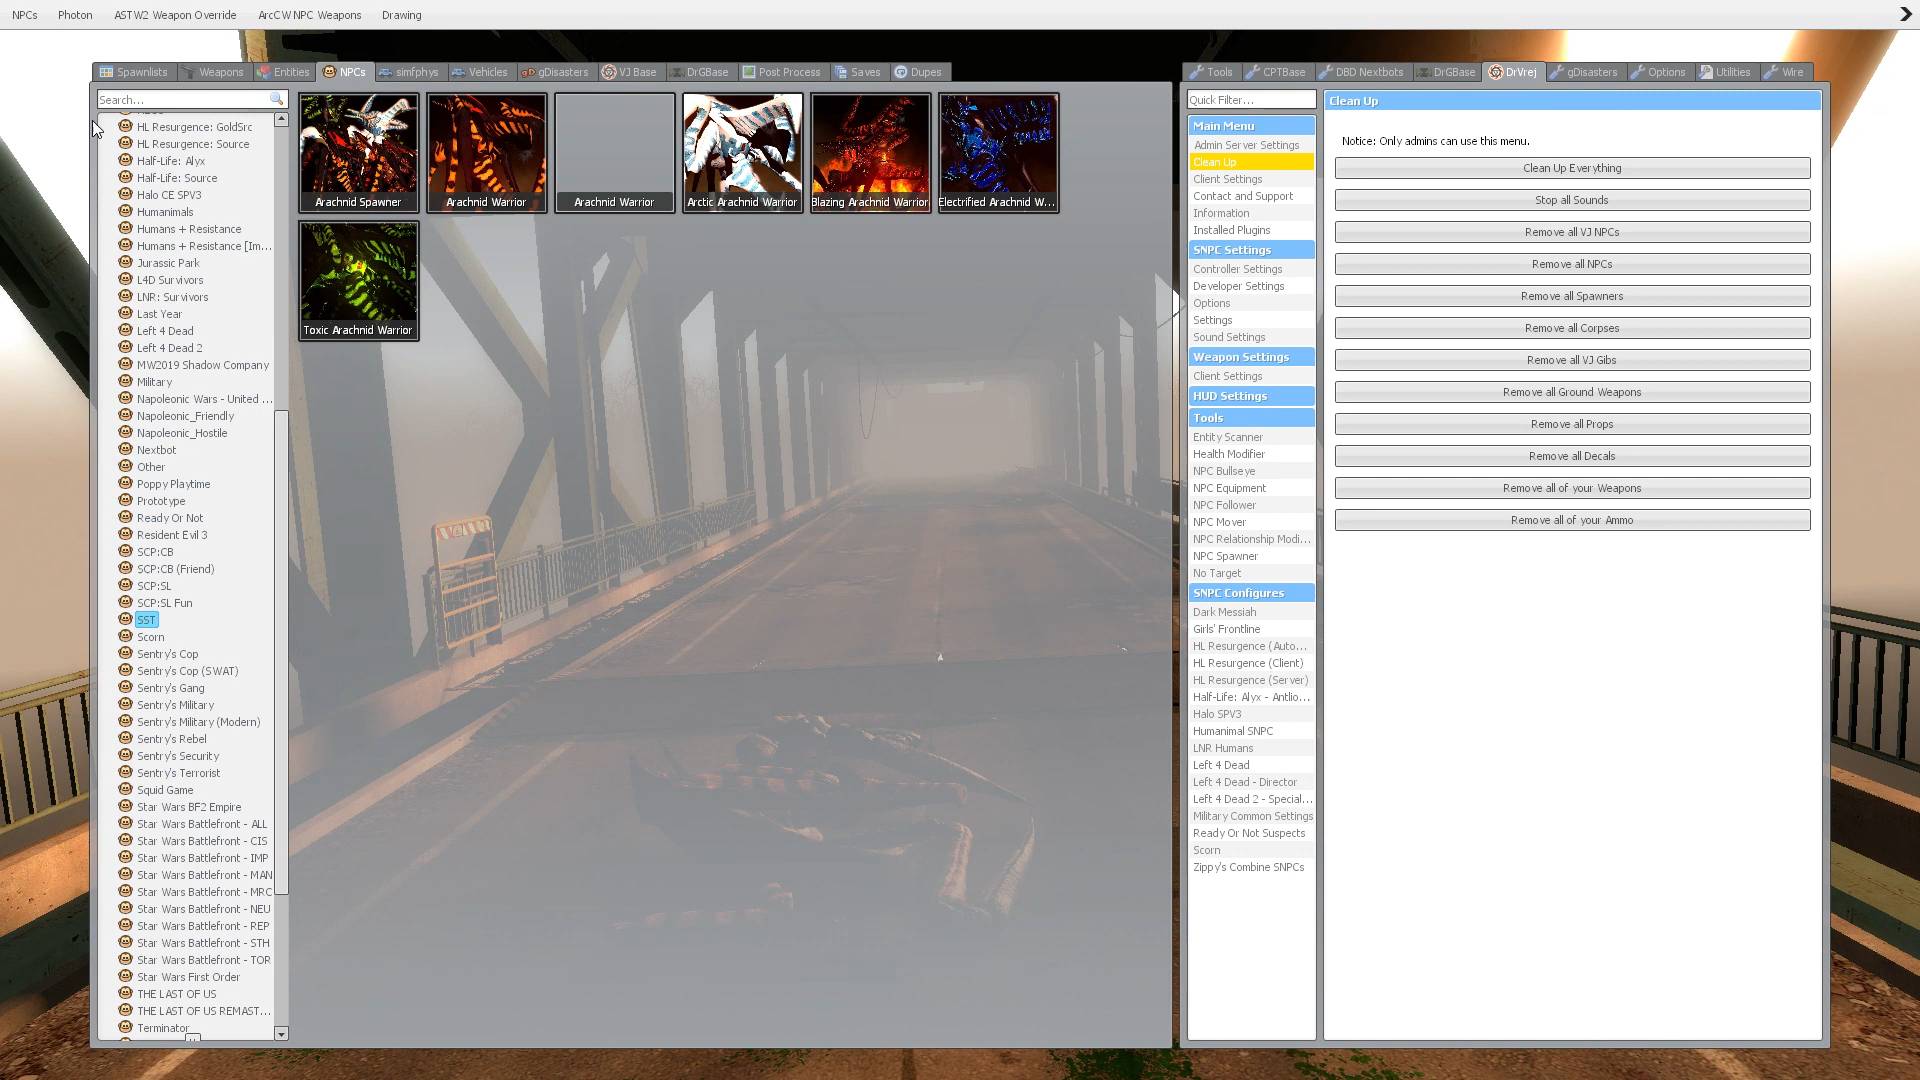 NPCs Photon ASTW2 Weapon Override ArcCW NPC Weapons Drawing
Spawnlists Weapons Entities NPCs simfphys Vehicles gDisasters VJ Base DrGBase Post Process Saves Dupes
Search...
HL Resurgence: GoldSrc
HL Resurgence: Source
Half-Life: Alyx
Half-Life: Source
Halo CE SPV3
Humanimals
Humans + Resistance
Humans + Resistance [Im...
Jurassic Park
L4D Survivors
LNR: Survivors
Last Year
Left 4 Dead
Left 4 Dead 2
MW2019 Shadow Company
Military
Napoleonic Wars - United ...
Napoleonic_Friendly
Napoleonic_Hostile
Nextbot
Other
Poppy Playtime
Prototype
Ready Or Not
Resident Evil 3
SCP:CB
SCP:CB (Friend)
SCP:SL
SCP:SL Fun
SST
Scorn
Sentry's Cop
Sentry's Cop (SWAT)
Sentry's Gang
Sentry's Military
Sentry's Military (Modern)
Sentry's Rebel
Sentry's Security
Sentry's Terrorist
Squid Game
Star Wars BF2 Empire
Star Wars Battlefront - ALL
Star Wars Battlefront - CIS
Star Wars Battlefront - IMP
Star Wars Battlefront - MAN
Star Wars Battlefront - MRC
Star Wars Battlefront - NEU
Star Wars Battlefront - REP
Star Wars Battlefront - STH
Star Wars Battlefront - TOR
Star Wars First Order
THE LAST OF US
THE LAST OF US REMAST...
Terminator
Arachnid Spawner
Arachnid Warrior
Arachnid Warrior
Arctic Arachnid Warrior
Blazing Arachnid Warrior
Electrified Arachnid W...
Toxic Arachnid Warrior
Tools CPTBase DBD Nextbots DrGBase DrVrej gDisasters Options Utilities Wire
Quick Filter...
Main Menu
Admin Server Settings
Clean Up
Client Settings
Contact and Support
Information
Installed Plugins
SNPC Settings
Controller Settings
Developer Settings
Options
Settings
Sound Settings
Weapon Settings
Client Settings
HUD Settings
Tools
Entity Scanner
Health Modifier
NPC Bullseye
NPC Equipment
NPC Follower
NPC Mover
NPC Relationship Modi...
NPC Spawner
No Target
SNPC Configures
Dark Messiah
Girls' Frontline
HL Resurgence (Auto...
HL Resurgence (Client)
HL Resurgence (Server)
Half-Life: Alyx - Antlio...
Halo SPV3
Humanimal SNPC
LNR Humans
Left 4 Dead
Left 4 Dead - Director
Left 4 Dead 2 - Special...
Military Common Settings
Ready Or Not Suspects
Scorn
Zippy's Combine SNPCs
Clean Up
Notice: Only admins can use this menu.
Clean Up Everything
Stop all Sounds
Remove all VJ NPCs
Remove all NPCs
Remove all Spawners
Remove all Corpses
Remove all VJ Gibs
Remove all Ground Weapons
Remove all Props
Remove all Decals
Remove all of your Weapons
Remove all of your Ammo